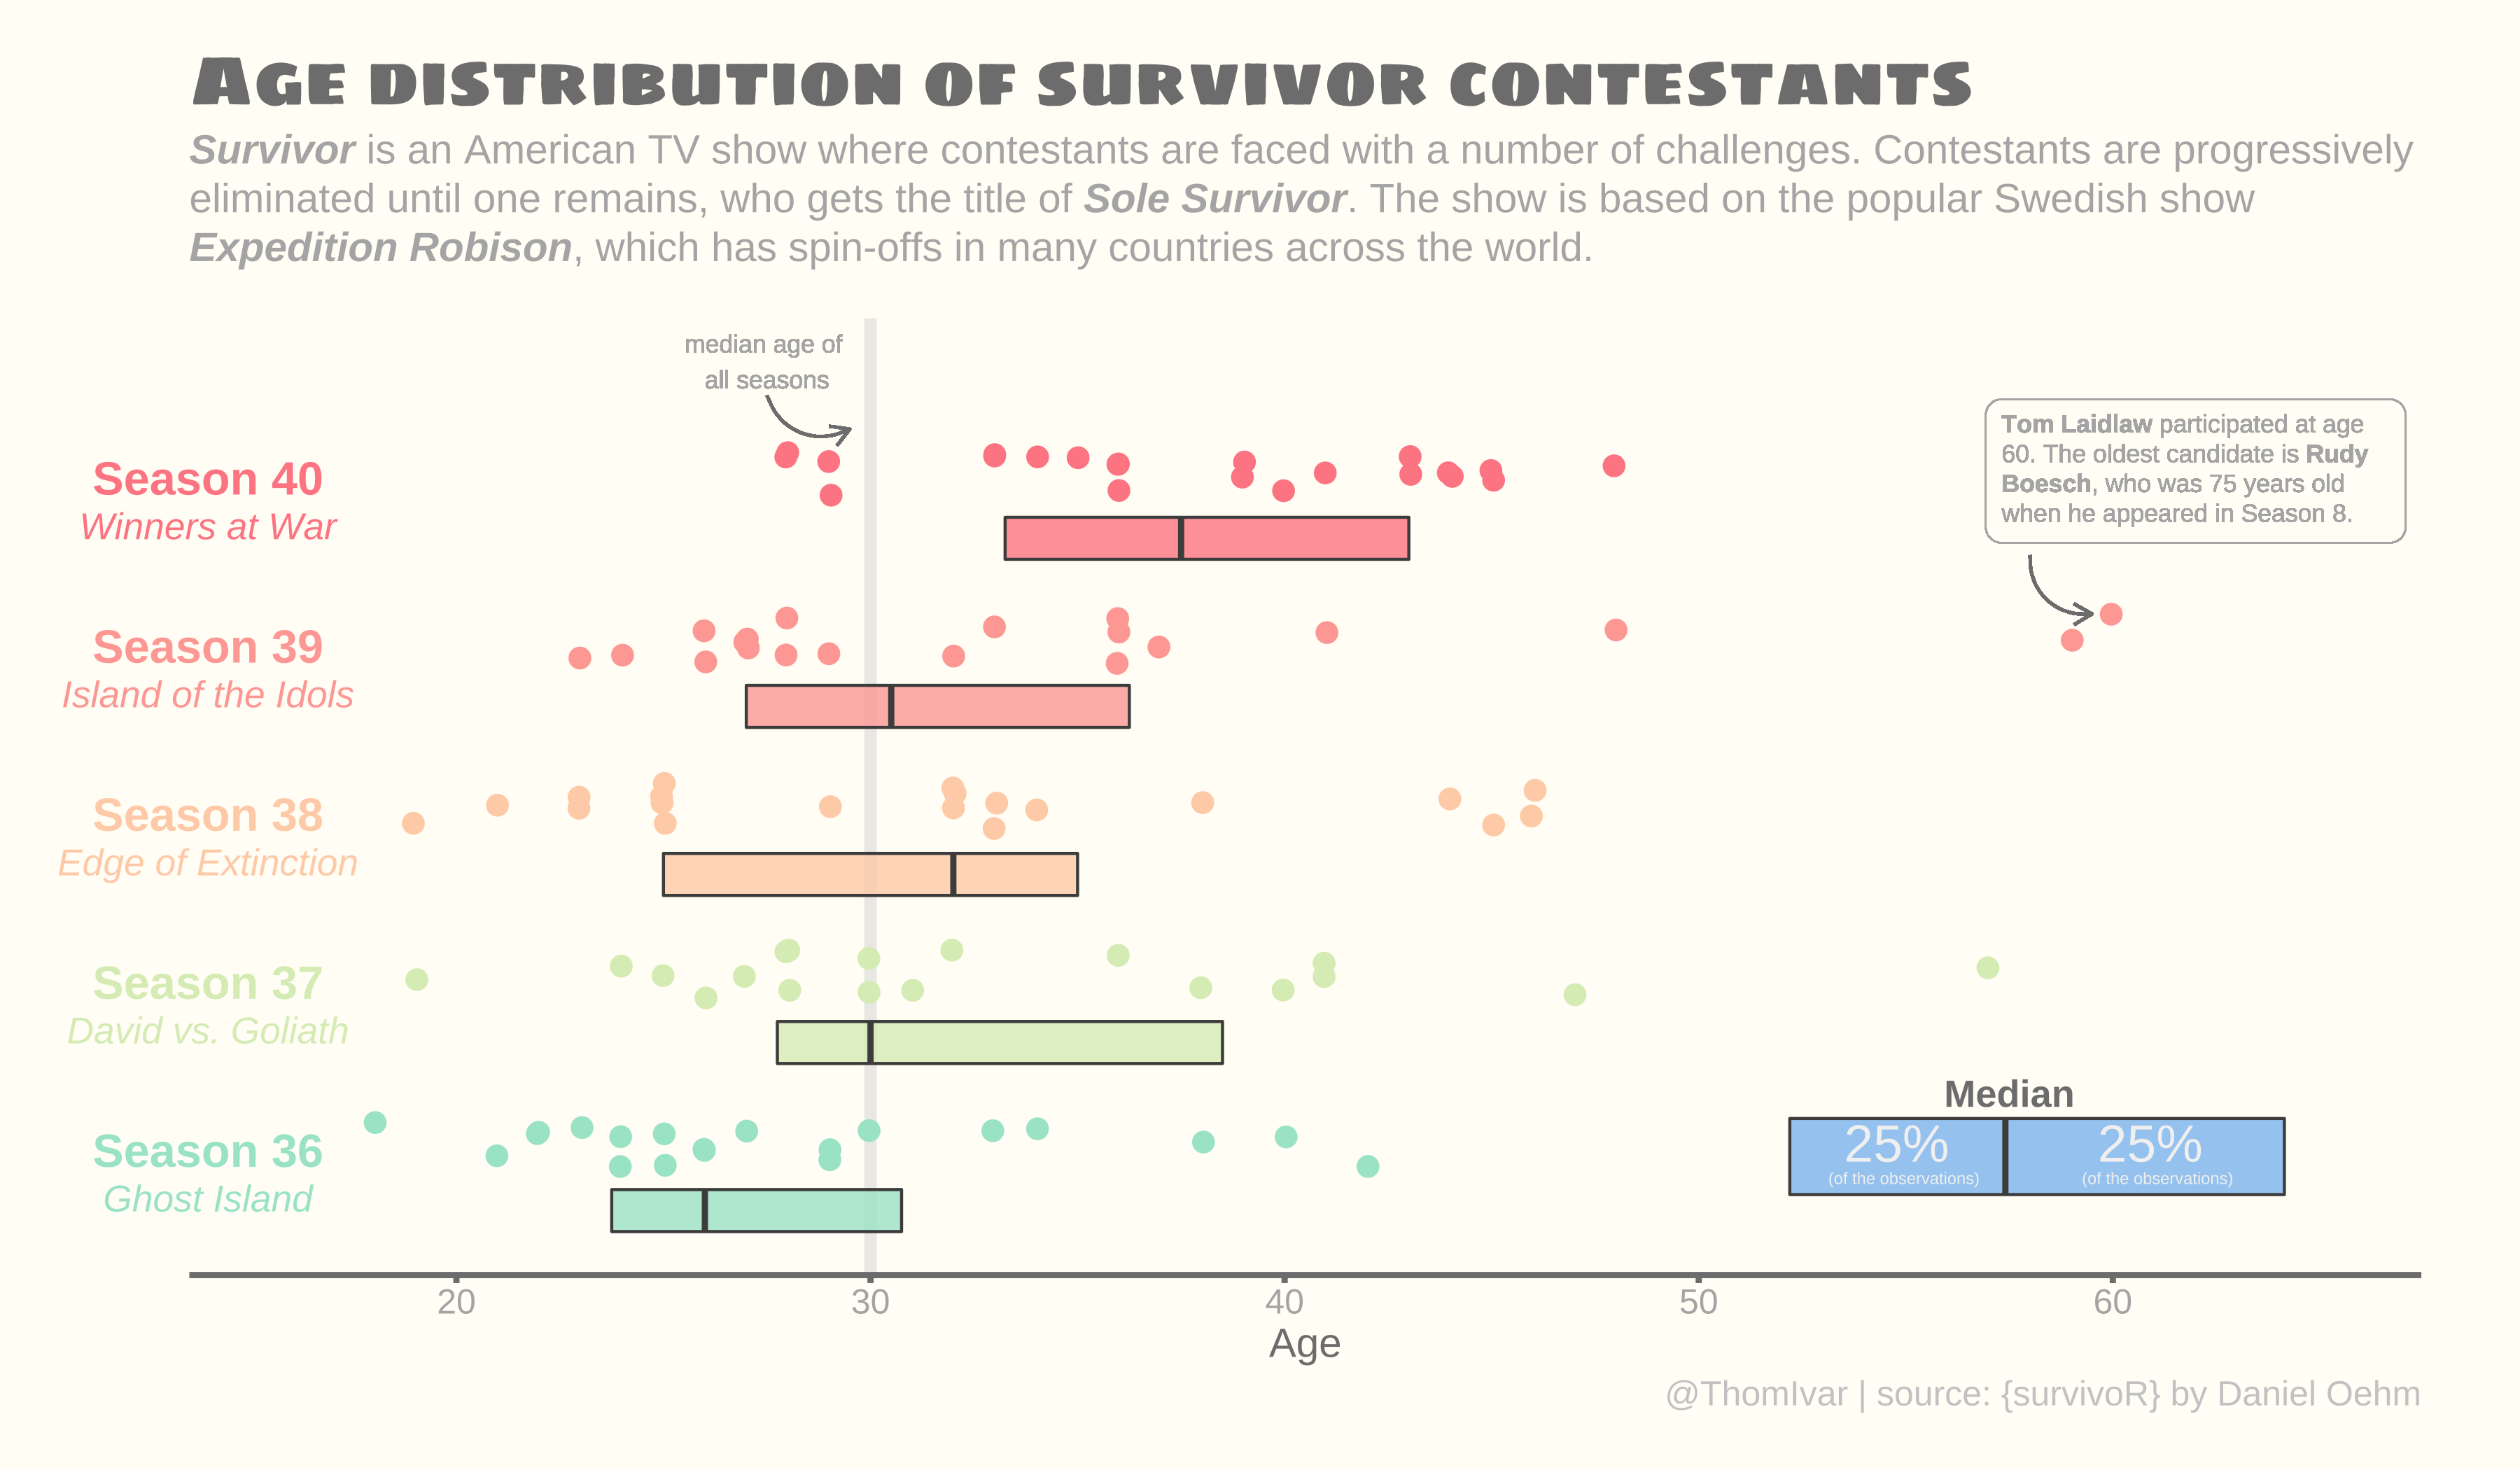 Age distribution of Survivor contestants
Survivor is an American TV show where contestants are faced with a number of challenges. Contestants are progressively
eliminated until one remains, who gets the title of Sole Survivor. The show is based on the popular Swedish show
Expedition Robison, which has spin-offs in many countries across the world.
median age of
all seasons
Tom Laidlaw participated at age
60. The oldest candidate is Rudy
Boesch, who was 75 years old
when he appeared in Season 8.
Season 40
Winners at War
Season 39
Island of the Idols
Season 38
Edge of Extinction
Season 37
David vs. Goliath
Season 36
Ghost Island
Median
25% 25%
(of the observations) (of the observations)
20 30 40 50 60
Age
@ThomIvar | source: {survivoR} by Daniel Oehm